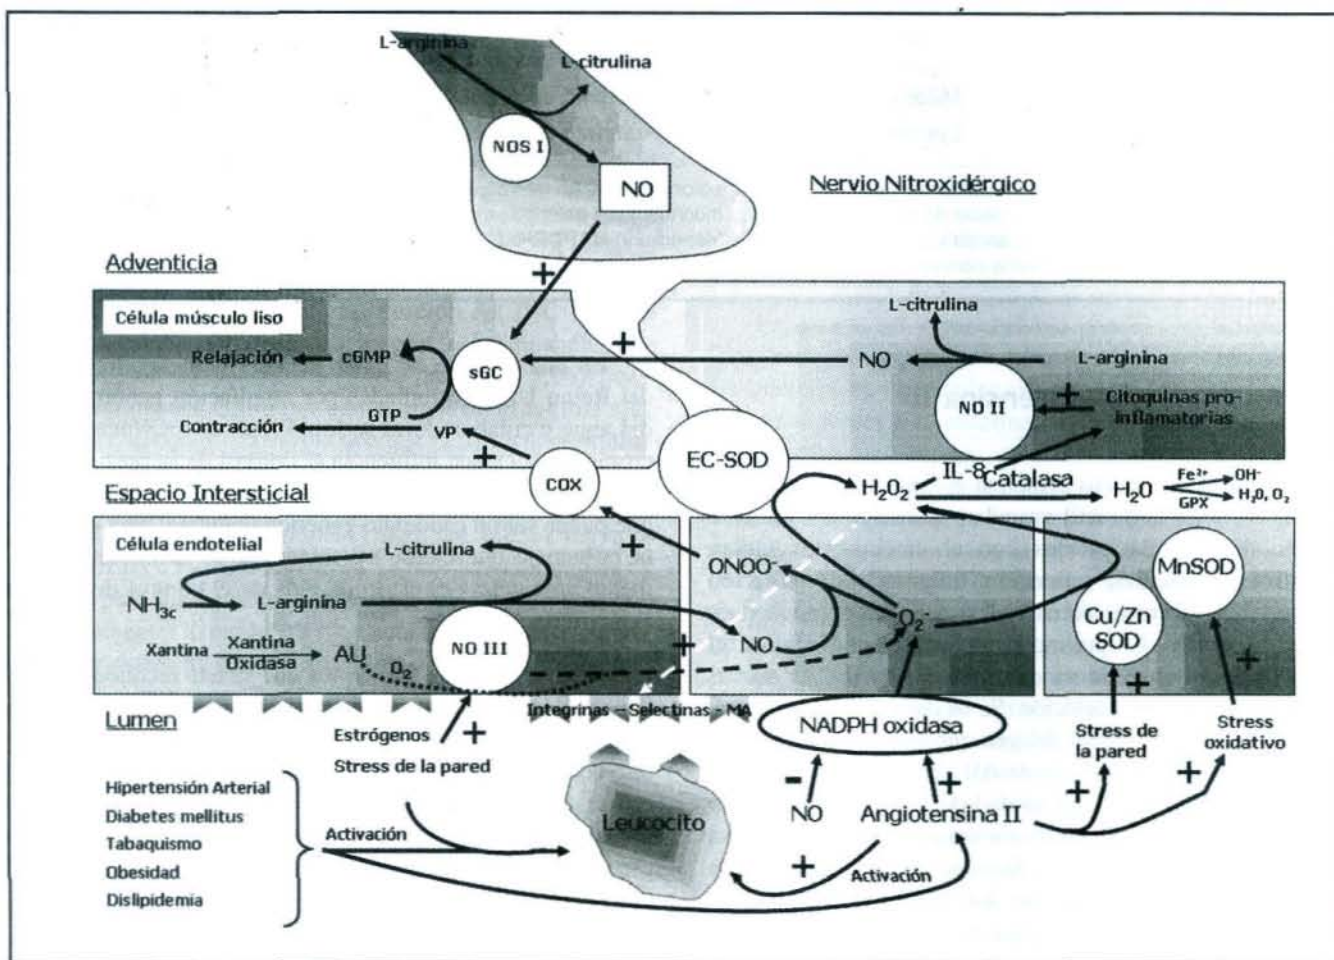 L-arginina
L-citrulina
NOS I
NO
Nervio Nitroxidérgico
Adventicia
Célula músculo liso
L-citrulina
Relajación
cGMP
sGC
+
+
NO
L-arginina
GTP
NO II
+
Citoquinas pro-
inflamatorias
Contracción
VP
+
EC-SOD
IL-8
Catalasa
COX
H₂O₂
H₂O
Fe²⁺
OH⁻
GPX
H₂O, O₂
Espacio Intersticial
Célula endotelial
L-citrulina
+
ONOO⁻
MnSOD
NH₃c
L-arginina
O₂⁻
Cu/Zn
SOD
Xantina
Xantina
Oxidasa
AU
O₂
NO III
+
NO
+
+
Integrinas – Selectinas - MA
Lumen
Estrógenos
+
Stress de la pared
NADPH oxidasa
Stress de
la pared
Stress
oxidativo
Hipertensión Arterial
Diabetes mellitus
Tabaquismo
Obesidad
Dislipidemia
Activación
Leucocito
-
NO
+
Angiotensina II
+
+
+
Activación